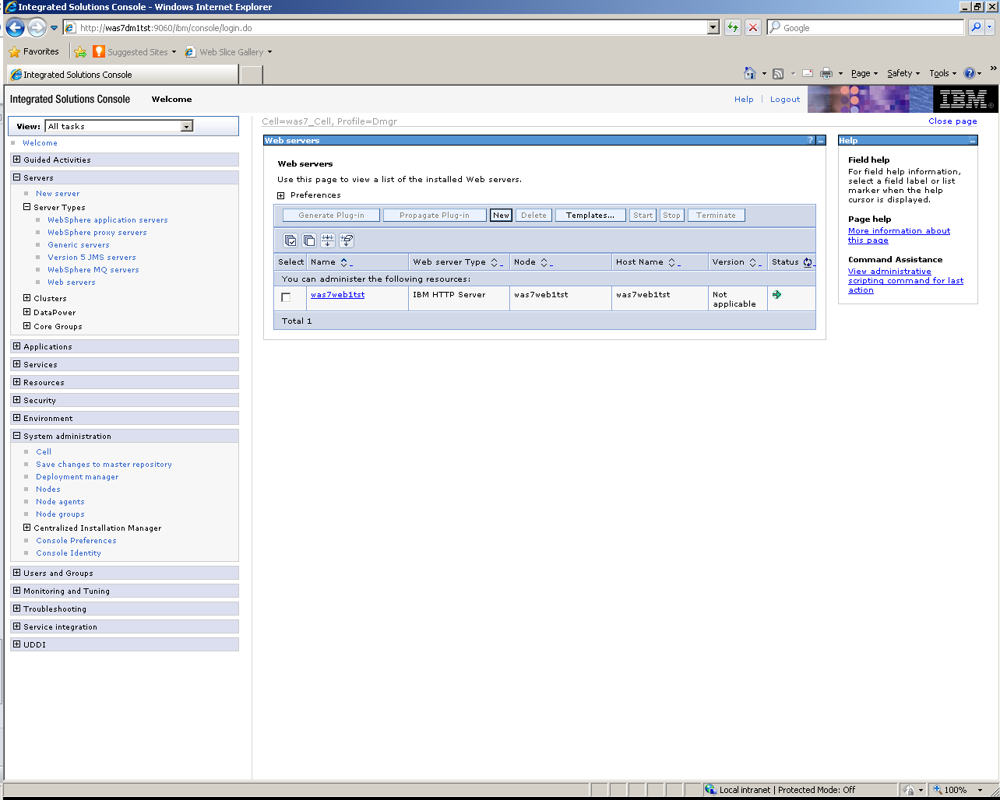 Integrated Solutions Console - Windows Internet Explorer
http://was7dm1tst:9060/ibm/console/login.do
Google
Favorites
Suggested Sites
Web Slice Gallery
Integrated Solutions Console
Page
Safety
Tools
Integrated Solutions Console
Welcome
Help
Logout
IBM
View:
All tasks
Welcome
Guided Activities
Servers
New server
Server Types
WebSphere application servers
WebSphere proxy servers
Generic servers
Version 5 JMS servers
WebSphere MQ servers
Web servers
Clusters
DataPower
Core Groups
Applications
Services
Resources
Security
Environment
System administration
Cell
Save changes to master repository
Deployment manager
Nodes
Node agents
Node groups
Centralized Installation Manager
Console Preferences
Console Identity
Users and Groups
Monitoring and Tuning
Troubleshooting
Service integration
UDDI
Cell=was7_Cell, Profile=Dmgr
Close page
Web servers
?
Web servers
Use this page to view a list of the installed Web servers.
Preferences
Generate Plug-in
Propagate Plug-in
New
Delete
Templates...
Start
Stop
Terminate
Select
Name
Web server Type
Node
Host Name
Version
Status
You can administer the following resources:
was7web1tst
IBM HTTP Server
was7web1tst
was7web1tst
Not
applicable
Total 1
Help
Field help
For field help information,
select a field label or list
marker when the help
cursor is displayed.
Page help
More information about
this page
Command Assistance
View administrative
scripting command for last
action
Local intranet | Protected Mode: Off
100%